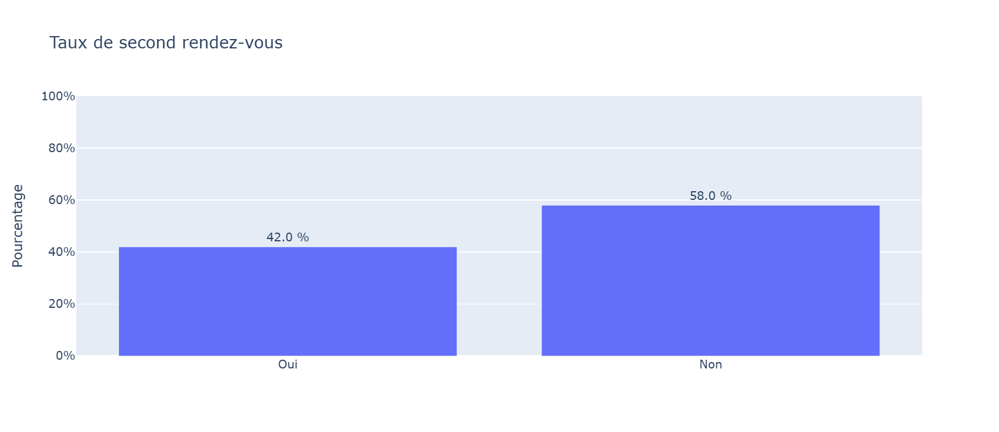 Taux de second rendez-vous
100%
80%
60%
40%
20%
0%
Pourcentage
42.0 %
58.0 %
Oui
Non